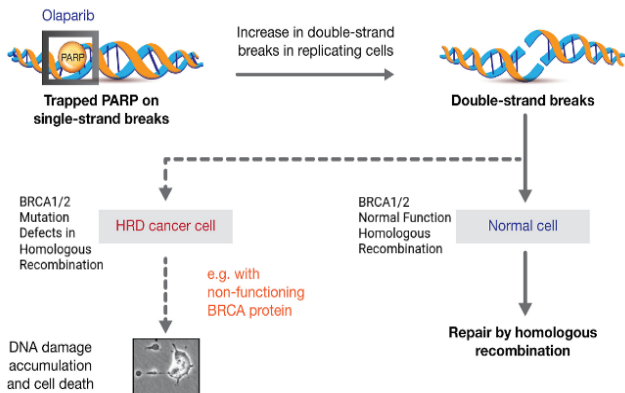 Olaparib
PARP
Trapped PARP on
single-strand breaks
Increase in double-strand
breaks in replicating cells
Double-strand breaks
BRCA1/2
Mutation
Defects in
Homologous
Recombination
HRD cancer cell
BRCA1/2
Normal Function
Homologous
Recombination
Normal cell
e.g. with
non-functioning
BRCA protein
DNA damage
accumulation
and cell death
Repair by homologous
recombination